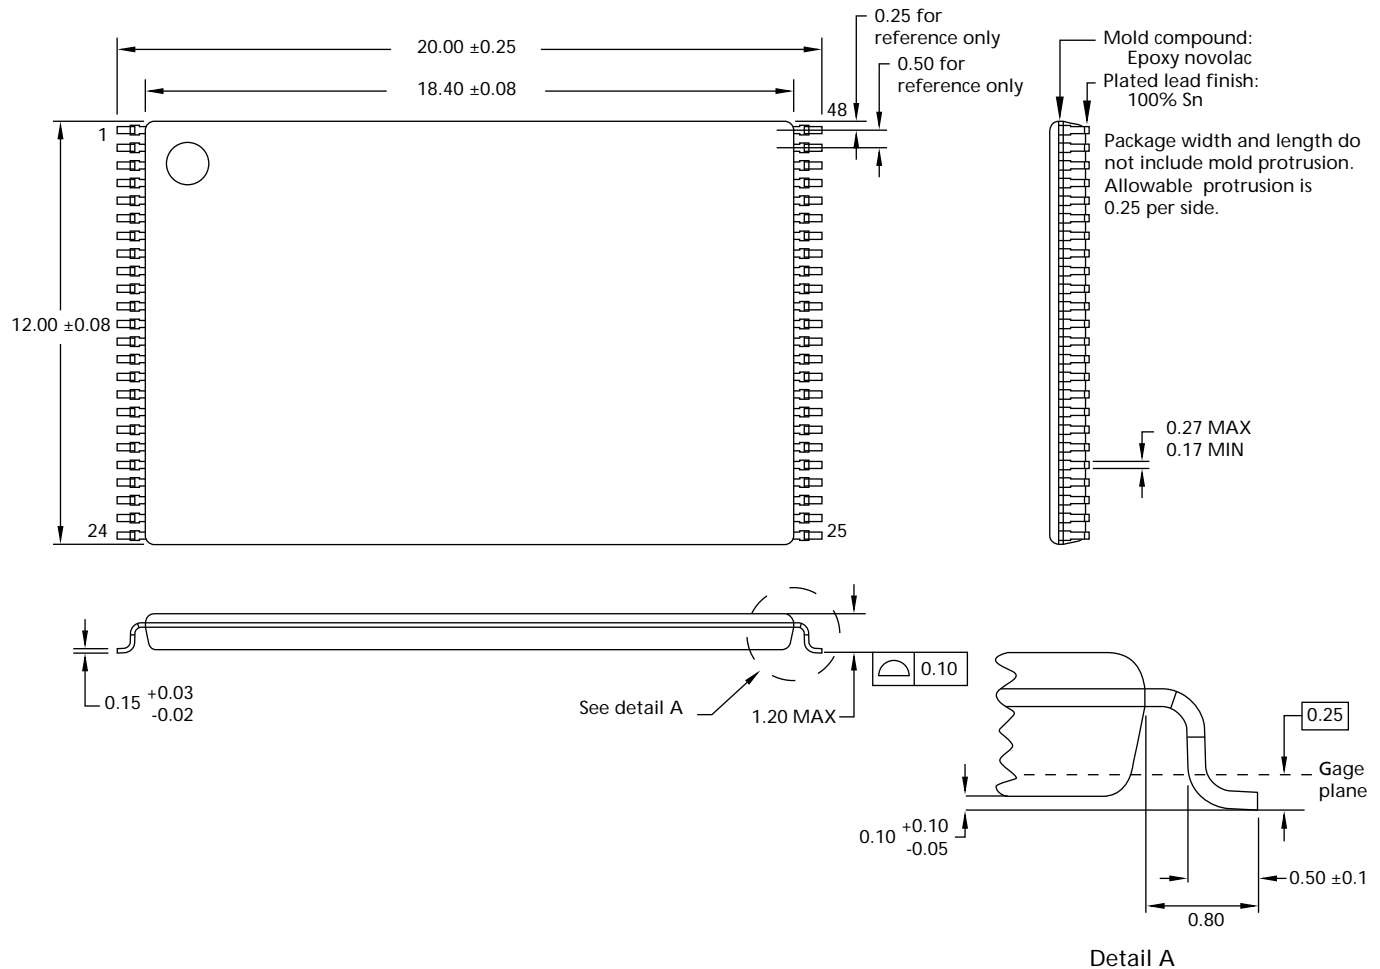 0.25 for
reference only
20.00 ±0.25
0.50 for
reference only
18.40 ±0.08
Mold compound:
Epoxy novolac
Plated lead finish:
100% Sn
Package width and length do
not include mold protrusion.
Allowable protrusion is
0.25 per side.
48
1
12.00 ±0.08
0.27 MAX
0.17 MIN
24
25
0.15 +0.03
-0.02
See detail A
1.20 MAX
0.10
0.25
Gage
plane
0.10 +0.10
-0.05
0.50 ±0.1
0.80
Detail A